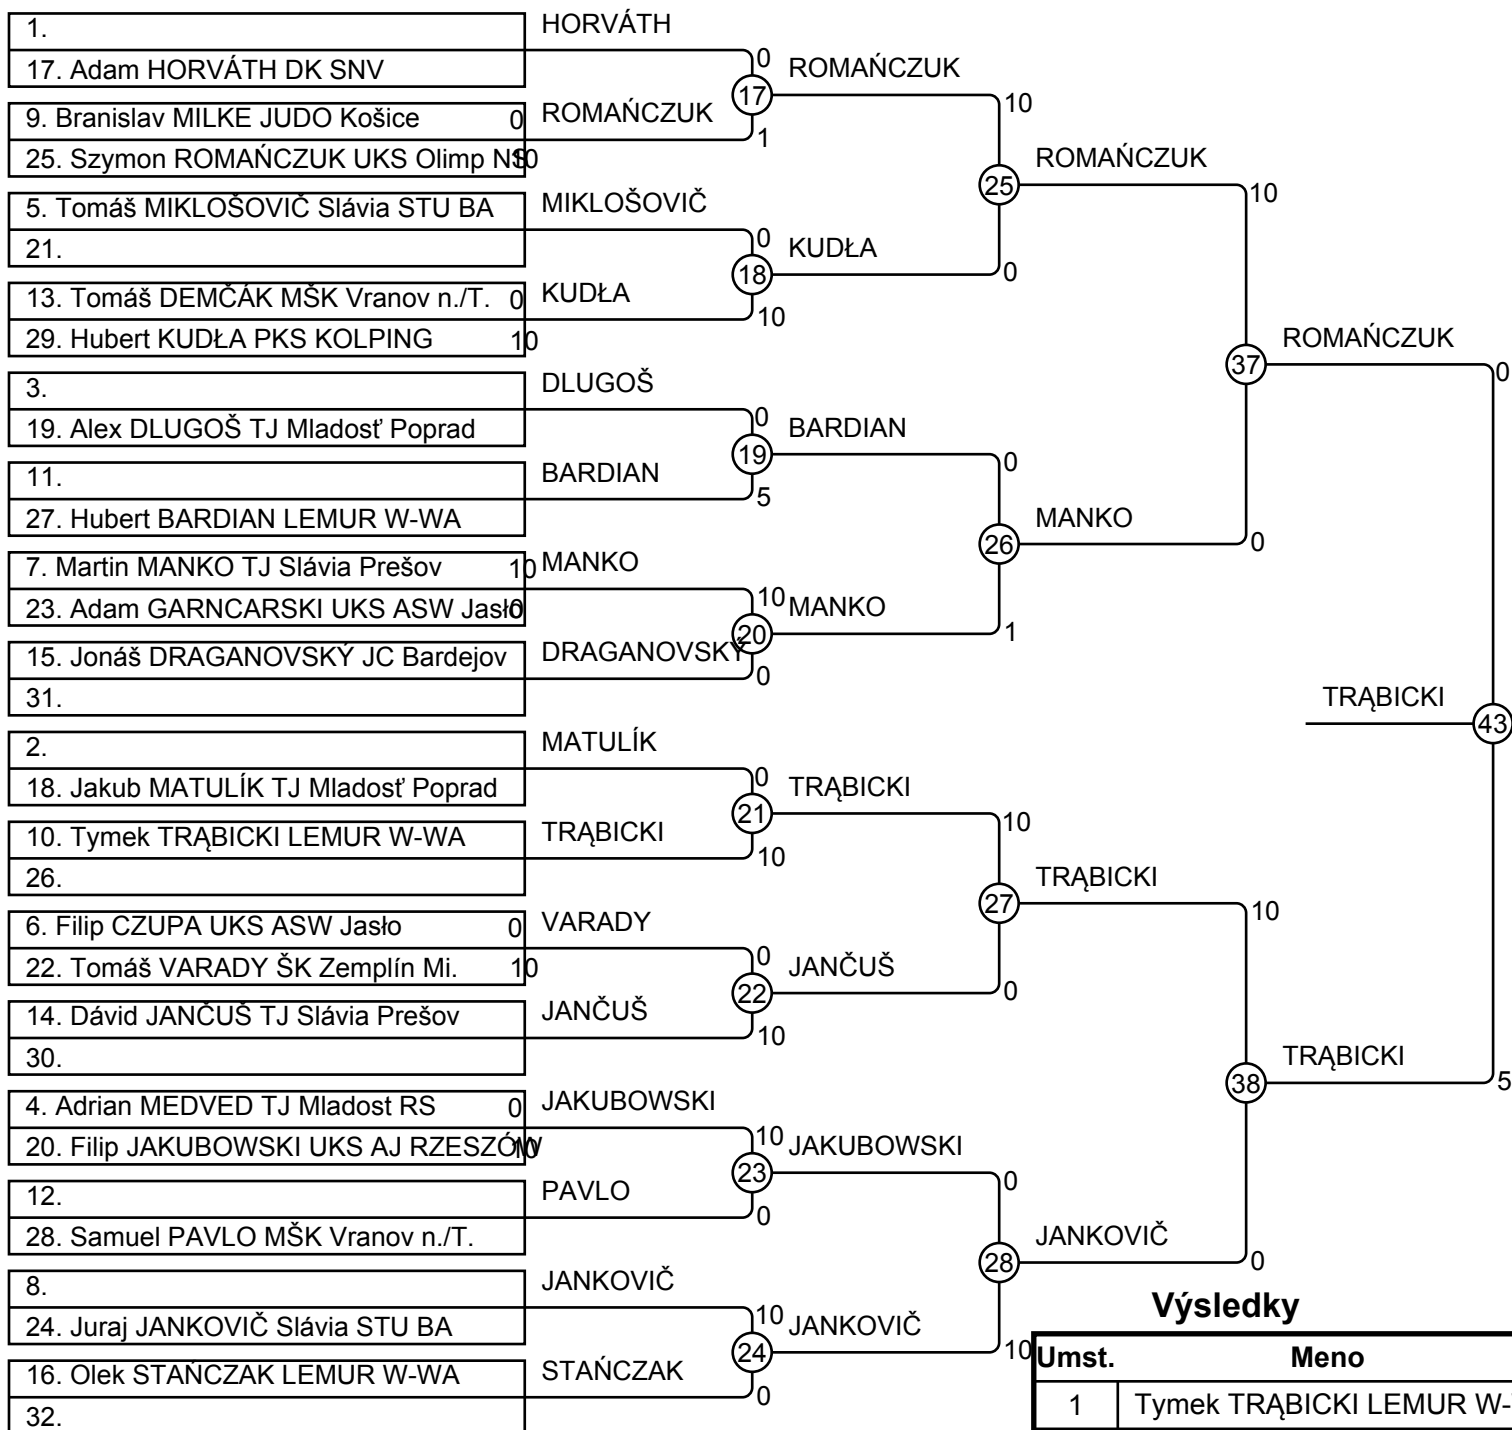 1.
17. Adam HORVÁTH DK SNV
9. Branislav MILKE JUDO Košice 0
25. Szymon ROMAŃCZUK UKS Olimp NS 10
5. Tomáš MIKLOŠOVIČ Slávia STU BA
21.
13. Tomáš DEMČÁK MŠK Vranov n./T. 0
29. Hubert KUDŁA PKS KOLPING 10
3.
19. Alex DLUGOŠ TJ Mladosť Poprad
11.
27. Hubert BARDIAN LEMUR W-WA
7. Martin MANKO TJ Slávia Prešov 10
23. Adam GARNCARSKI UKS ASW Jasło 0
15. Jonáš DRAGANOVSKÝ JC Bardejov
31.
2.
18. Jakub MATULÍK TJ Mladosť Poprad
10. Tymek TRĄBICKI LEMUR W-WA
26.
6. Filip CZUPA UKS ASW Jasło 0
22. Tomáš VARADY ŠK Zemplín Mi. 10
14. Dávid JANČUŠ TJ Slávia Prešov
30.
4. Adrian MEDVED TJ Mladost RS 0
20. Filip JAKUBOWSKI UKS AJ RZESZÓW 10
12.
28. Samuel PAVLO MŠK Vranov n./T.
8.
24. Juraj JANKOVIČ Slávia STU BA
16. Olek STAŃCZAK LEMUR W-WA
32.
HORVÁTH
0
17
ROMAŃCZUK
1
MIKLOŠOVIČ
0
18
KUDŁA
10
DLUGOŠ
0
19
BARDIAN
5
MANKO
10
20
DRAGANOVSKÝ
0
MATULÍK
0
21
TRĄBICKI
10
VARADY
0
22
JANČUŠ
10
JAKUBOWSKI
10
23
PAVLO
0
JANKOVIČ
10
24
STAŃCZAK
0
ROMAŃCZUK
10
25
KUDŁA
0
BARDIAN
0
26
MANKO
1
TRĄBICKI
10
27
JANČUŠ
0
JAKUBOWSKI
0
28
JANKOVIČ
10
ROMAŃCZUK
10
37
MANKO
0
TRĄBICKI
10
38
JANKOVIČ
0
ROMAŃCZUK
0
TRĄBICKI
43
TRĄBICKI
5
Výsledky
Umst. Meno
1 Tymek TRĄBICKI LEMUR W-